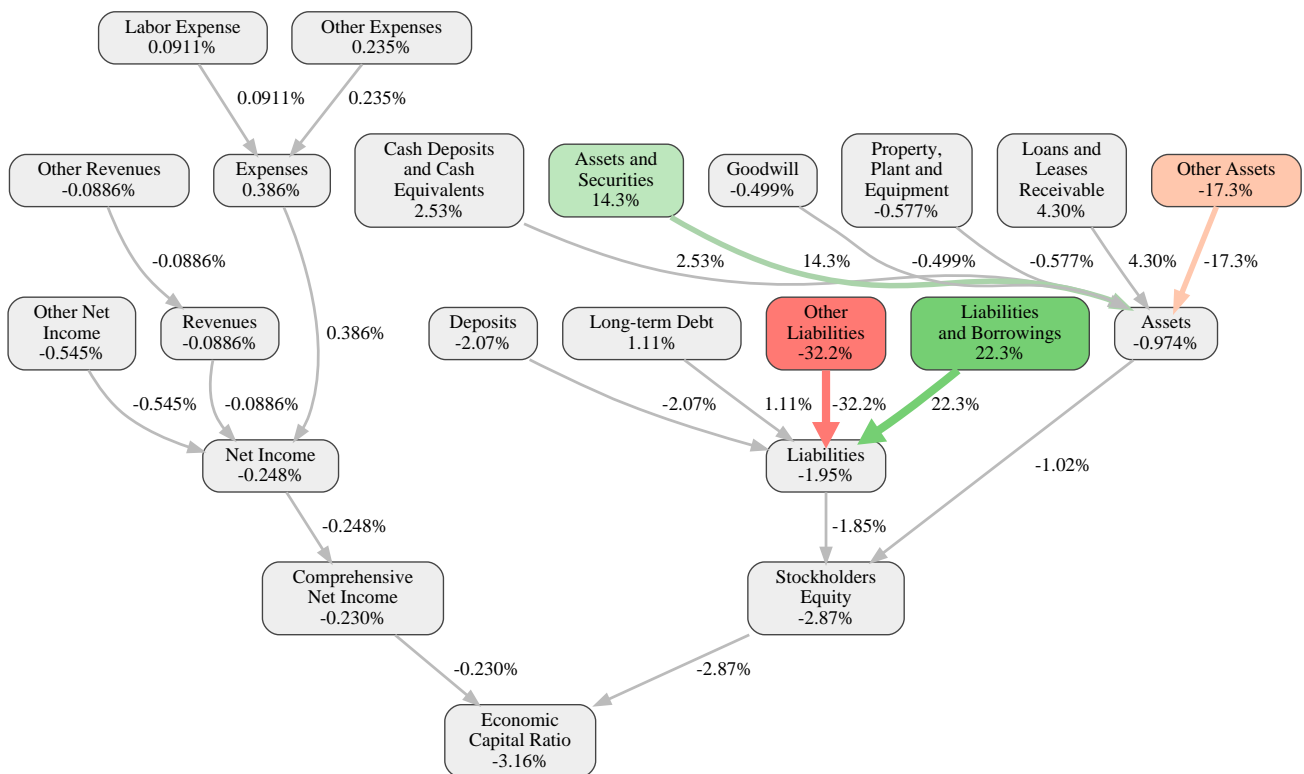 Labor Expense
0.0911%
Other Expenses
0.235%
0.0911%
0.235%
Other Revenues
-0.0886%
Expenses
0.386%
Cash Deposits
and Cash
Equivalents
2.53%
Assets and
Securities
14.3%
Goodwill
-0.499%
Property,
Plant and
Equipment
-0.577%
Loans and
Leases
Receivable
4.30%
Other Assets
-17.3%
-0.0886%
2.53%
14.3%
-0.499%
-0.577%
4.30%
-17.3%
Other Net
Income
-0.545%
Revenues
-0.0886%
0.386%
Deposits
-2.07%
Long-term Debt
1.11%
Other
Liabilities
-32.2%
Liabilities
and Borrowings
22.3%
Assets
-0.974%
-0.545%
-0.0886%
-2.07%
1.11%
-32.2%
22.3%
Net Income
-0.248%
Liabilities
-1.95%
-1.02%
-0.248%
-1.85%
Comprehensive
Net Income
-0.230%
Stockholders
Equity
-2.87%
-0.230%
-2.87%
Economic
Capital Ratio
-3.16%